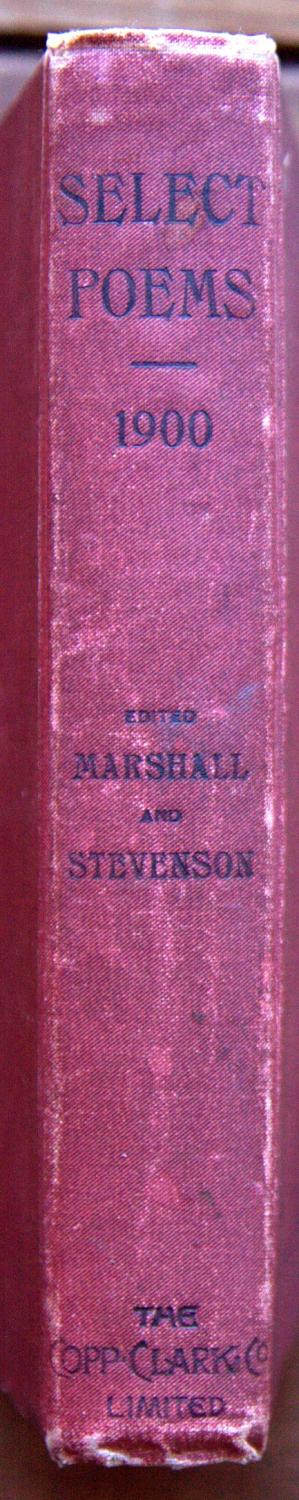 SELECT
POEMS
1900
EDITED
MARSHALL
AND
STEVENSON
THE
COPP·CLARK·CO
LIMITED